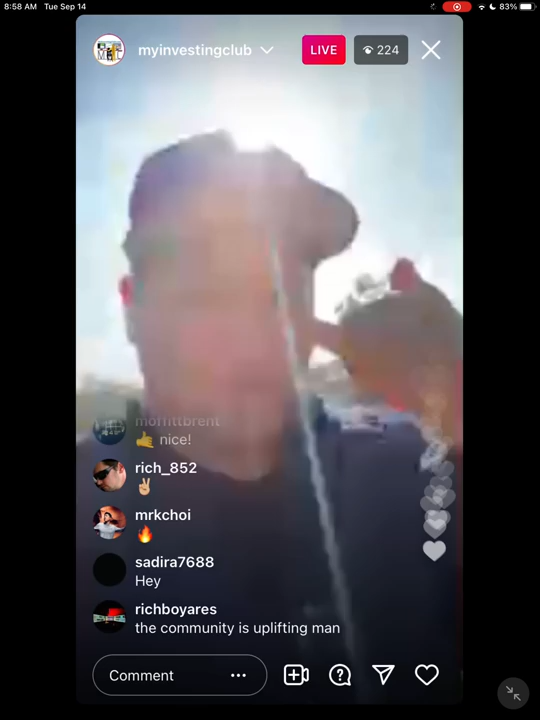 8:58 AM Tue Sep 14
83%
myinvestingclub
LIVE
224
morfittbrent
🤙 nice!
rich_852
✌🏼
mrkchoi
🔥
sadira7688
Hey
richboyares
the community is uplifting man
Comment